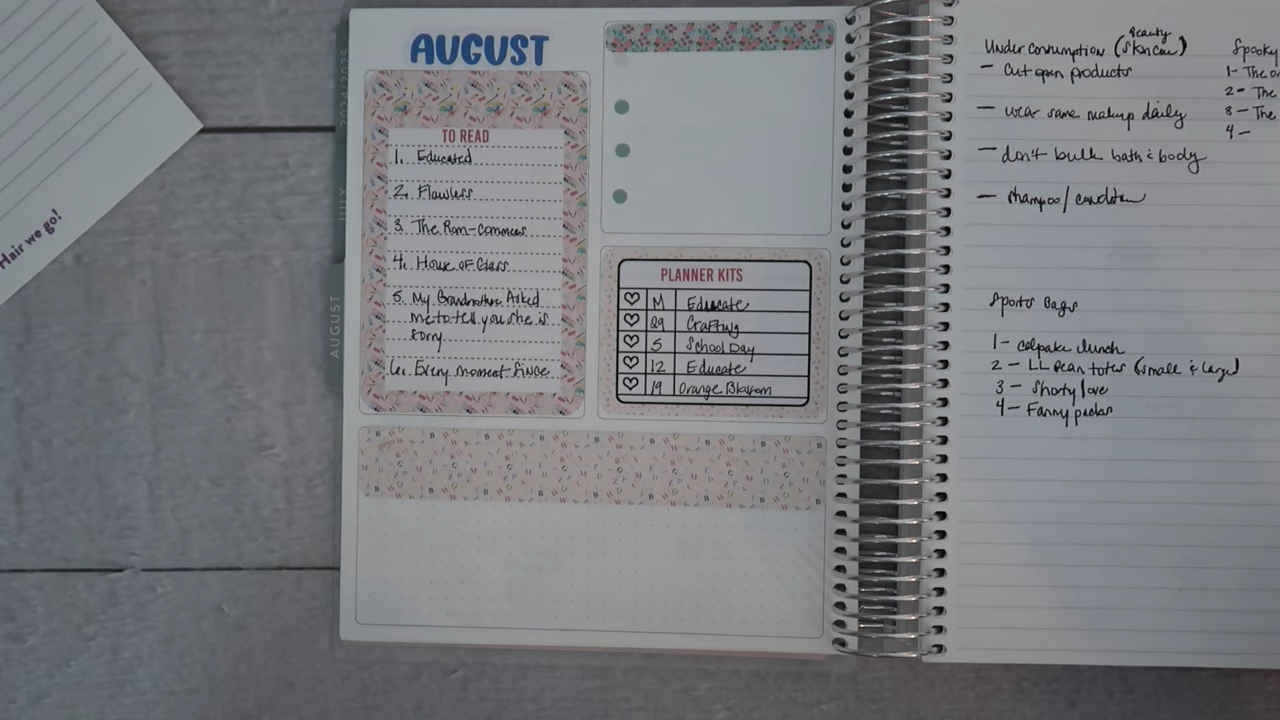 Hair we go!
2024/2025
JULY
AUGUST
AUGUST
TO READ
1. Educated
2. Flawless
3. The Rom-Commers
4. House of Glass
5. My Grandmother Asked
me to tell you she is
sorry
6. Every moment Since
PLANNER KITS
M Educate
29 Crafting
5 School Day
12 Educate
19 Orange Blossom
Beauty
Underconsumption (Skincare)
- Cut open products
- wear same makeup daily
- don't bulk bath & body
- shampoo/condition
Spooky
1- The
2- The
3- The
4-
Sports Bags
1- lunch
2- LL Bean totes (small & large)
3- Shorty love
4- Fanny packs